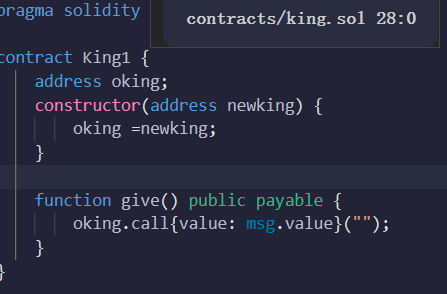 pragma solidity
contracts/king.sol 28:0
contract King1 {
address oking;
constructor(address newking) {
oking =newking;
}
function give() public payable {
oking.call{value: msg.value}("");
}
}